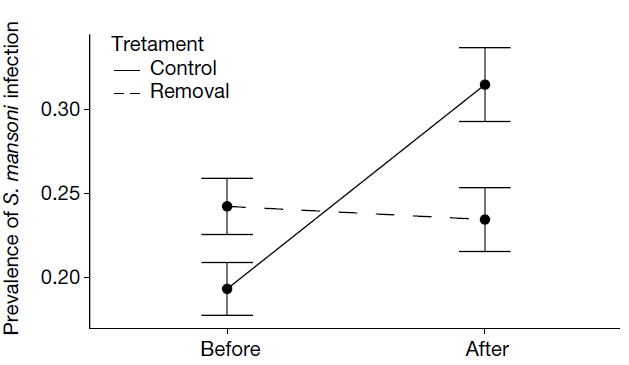 Prevalence of S. mansoni infection
Tretament
Control
Removal
0.30
0.25
0.20
Before
After